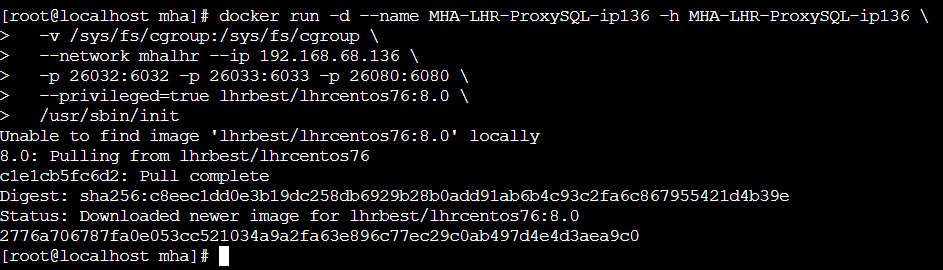 [root@localhost mha]# docker run -d --name MHA-LHR-ProxySQL-ip136 -h MHA-LHR-ProxySQL-ip136 \
>   -v /sys/fs/cgroup:/sys/fs/cgroup \
>   --network mhalhr --ip 192.168.68.136 \
>   -p 26032:6032 -p 26033:6033 -p 26080:6080 \
>   --privileged=true lhrbest/lhrcentos76:8.0 \
>   /usr/sbin/init
Unable to find image 'lhrbest/lhrcentos76:8.0' locally
8.0: Pulling from lhrbest/lhrcentos76
c1e1cb5fc6d2: Pull complete
Digest: sha256:c8eec1dd0e3b19dc258db6929b28b0add91ab6b4c93c2fa6c867955421d4b39e
Status: Downloaded newer image for lhrbest/lhrcentos76:8.0
2776a706787fa0e053cc521034a9a2fa63e896c77ec29c0ab497d4e4d3aea9c0
[root@localhost mha]#